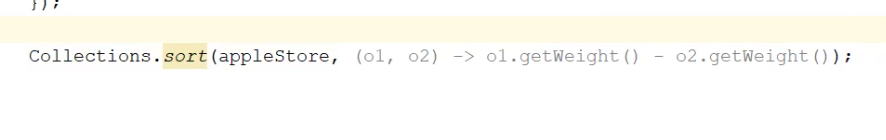 });
Collections.sort(appleStore, (o1, o2) -> o1.getWeight() - o2.getWeight());